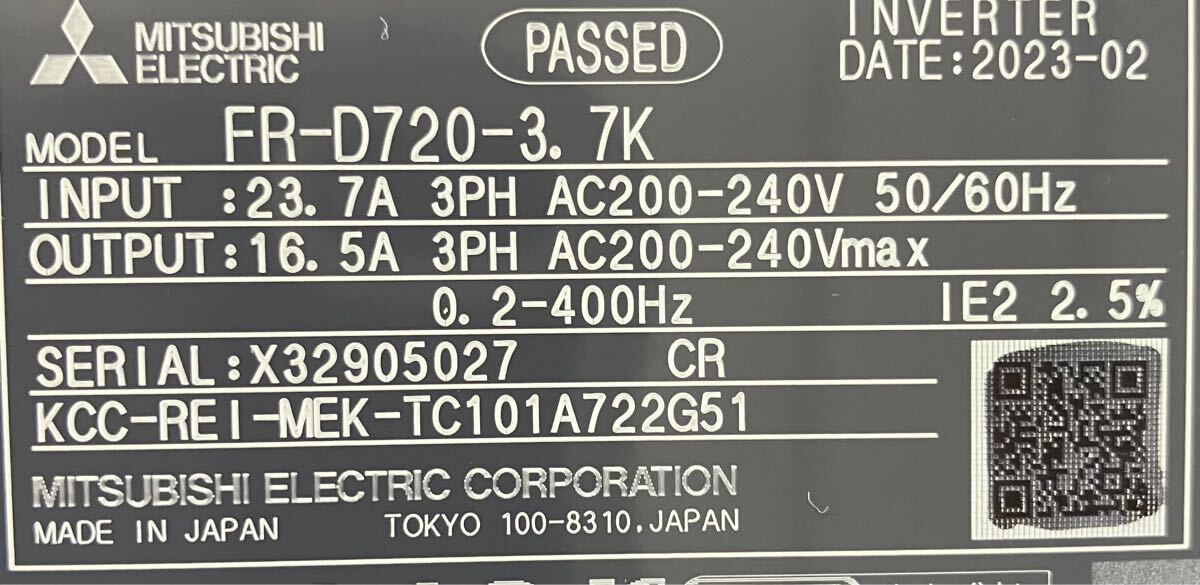 MITSUBISHI
ELECTRIC
PASSED
INVERTER
DATE:2023-02
MODEL FR-D720-3.7K
INPUT :23.7A 3PH AC200-240V 50/60Hz
OUTPUT:16.5A 3PH AC200-240Vmax
0.2-400Hz IE2 2.5%
SERIAL:X32905027 CR
KCC-REI-MEK-TC101A722G51
MITSUBISHI ELECTRIC CORPORATION
MADE IN JAPAN TOKYO 100-8310,JAPAN